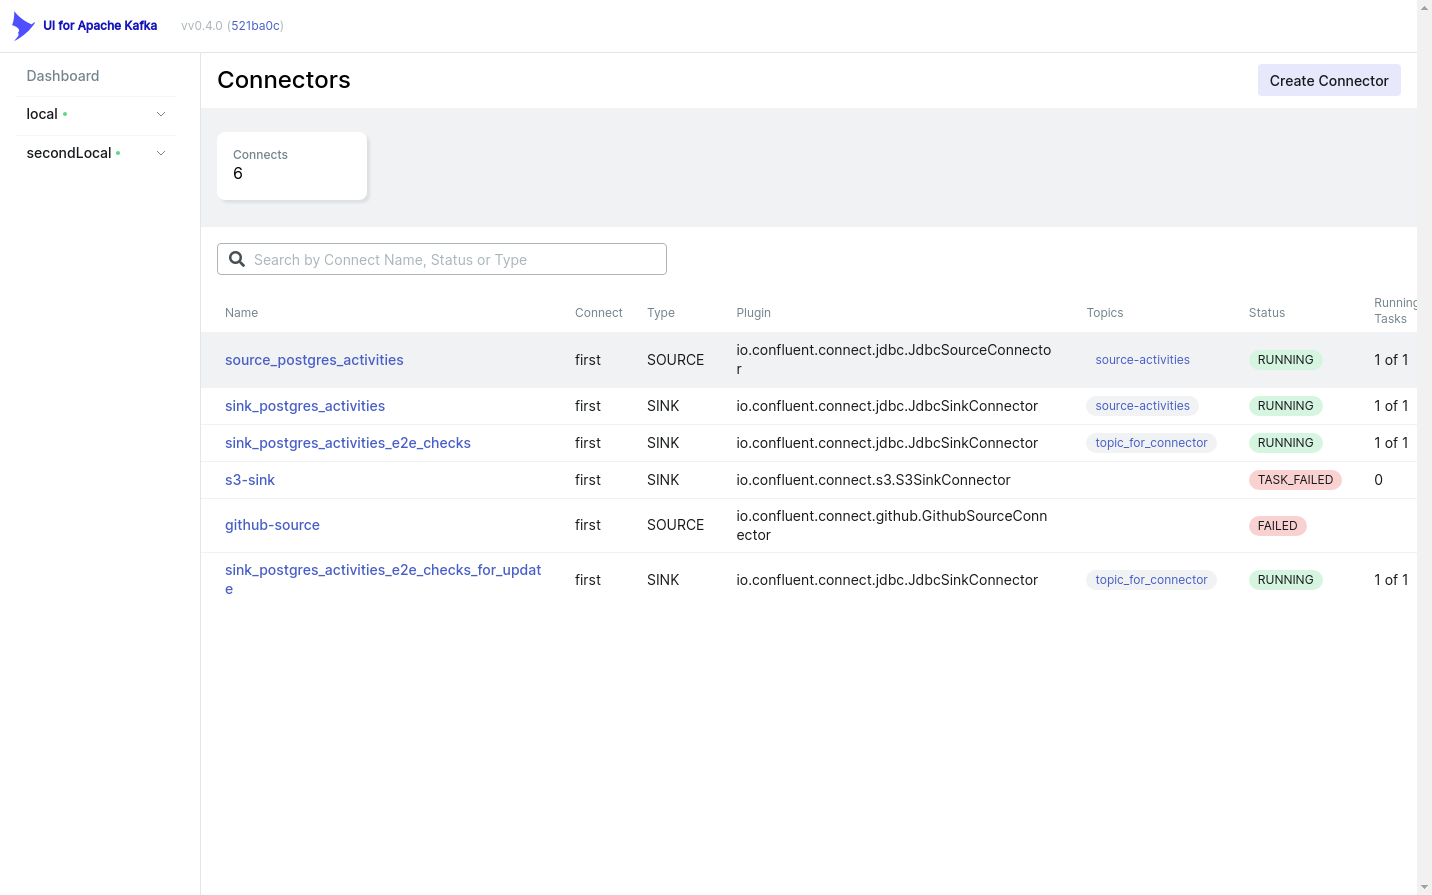 UI for Apache Kafka
vv0.4.0 (521ba0c)
Dashboard
local
secondLocal
Connectors
Create Connector
Connects
6
Search by Connect Name, Status or Type
Name Connect Type Plugin Topics Status Running
Tasks
source_postgres_activities first SOURCE io.confluent.connect.jdbc.JdbcSourceConnecto
r source-activities RUNNING 1 of 1
sink_postgres_activities first SINK io.confluent.connect.jdbc.JdbcSinkConnector source-activities RUNNING 1 of 1
sink_postgres_activities_e2e_checks first SINK io.confluent.connect.jdbc.JdbcSinkConnector topic_for_connector RUNNING 1 of 1
s3-sink first SINK io.confluent.connect.s3.S3SinkConnector TASK_FAILED 0
github-source first SOURCE io.confluent.connect.github.GithubSourceConn
ector FAILED
sink_postgres_activities_e2e_checks_for_updat
e first SINK io.confluent.connect.jdbc.JdbcSinkConnector topic_for_connector RUNNING 1 of 1